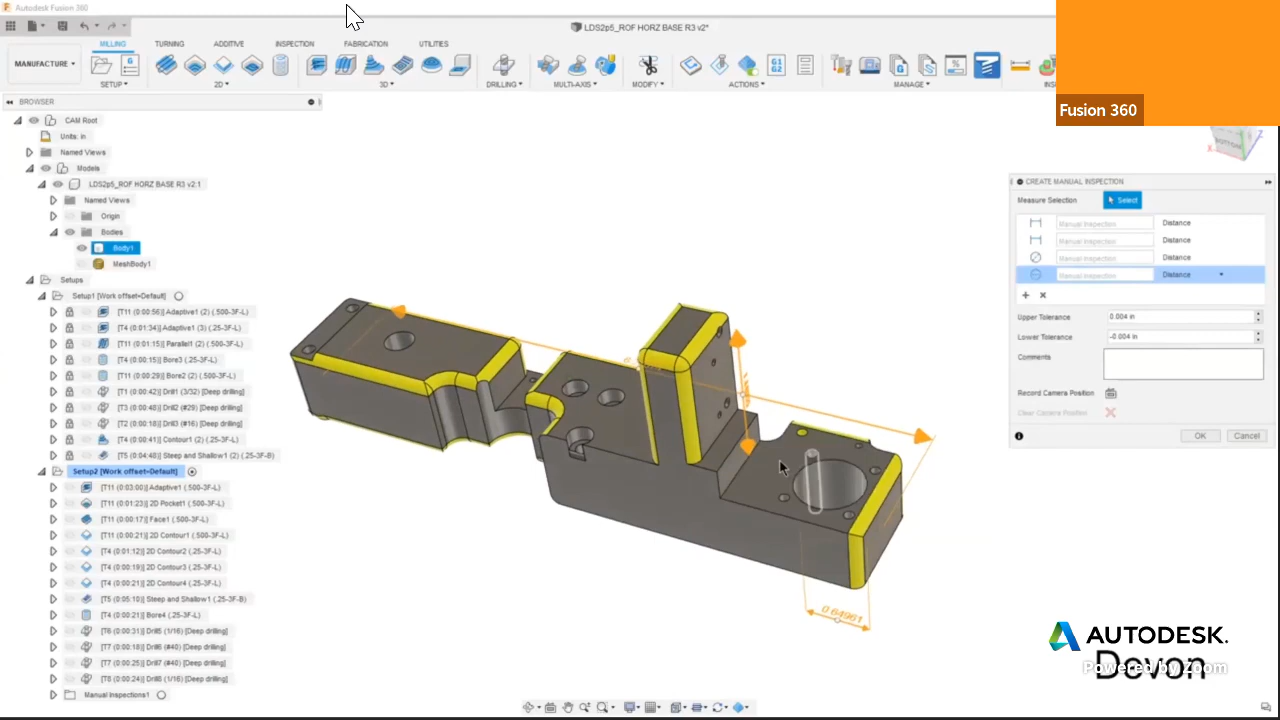 Autodesk Fusion 360
LDS2p5_ROF HORZ BASE R3 v2*
MILLING TURNING ADDITIVE INSPECTION FABRICATION UTILITIES
MANUFACTURE
G1
G2
SETUP 2D 3D DRILLING MULTI-AXIS MODIFY ACTIONS MANAGE
Fusion 360
BROWSER
CAM Root
Units: in
Named Views
Models
LDS2p5_ROF HORZ BASE R3 v2:1
Named Views
Origin
Bodies
Body1
MeshBody1
Setups
Setup1 [Work offset=Default]
[T11 (0:00:56)] Adaptive1 (2) (.500-3F-L)
[T4 (0:01:34)] Adaptive1 (3) (.25-3F-L)
[T11 (0:01:15)] Parallel1 (2) (.500-3F-L)
[T4 (0:00:15)] Bore3 (.25-3F-L)
[T11 (0:00:29)] Bore2 (2) (.500-3F-L)
[T1 (0:00:42)] Drill1 (3/32) [Deep drilling]
[T3 (0:00:48)] Drill2 (#29) [Deep drilling]
[T2 (0:00:18)] Drill3 (#16) [Deep drilling]
[T4 (0:00:41)] Contour1 (2) (.25-3F-L)
[T5 (0:04:48)] Steep and Shallow1 (2) (.25-3F-B)
Setup2 [Work offset=Default]
[T11 (0:03:00)] Adaptive1 (.500-3F-L)
[T11 (0:01:23)] 2D Pocket1 (.500-3F-L)
[T11 (0:00:17)] Face1 (.500-3F-L)
[T11 (0:00:21)] 2D Contour1 (.500-3F-L)
[T4 (0:01:12)] 2D Contour2 (.25-3F-L)
[T4 (0:00:19)] 2D Contour3 (.25-3F-L)
[T4 (0:00:21)] 2D Contour4 (.25-3F-L)
[T5 (0:05:10)] Steep and Shallow1 (.25-3F-B)
[T4 (0:00:21)] Bore4 (.25-3F-L)
[T6 (0:00:31)] Drill5 (1/16) [Deep drilling]
[T7 (0:00:18)] Drill6 (#40) [Deep drilling]
[T7 (0:00:25)] Drill7 (#40) [Deep drilling]
[T6 (0:00:24)] Drill8 (1/16) [Deep drilling]
Manual Inspections1
0.64961
BOTTOM
CREATE MANUAL INSPECTION
Measure Selection Select
Manual Inspection Distance
Manual Inspection Distance
Manual Inspection Distance
Manual Inspection Distance
Upper Tolerance 0.004 in
Lower Tolerance -0.004 in
Comments
Record Camera Position
Clear Camera Position
OK Cancel
AUTODESK.
Devon
Powered by Zoom